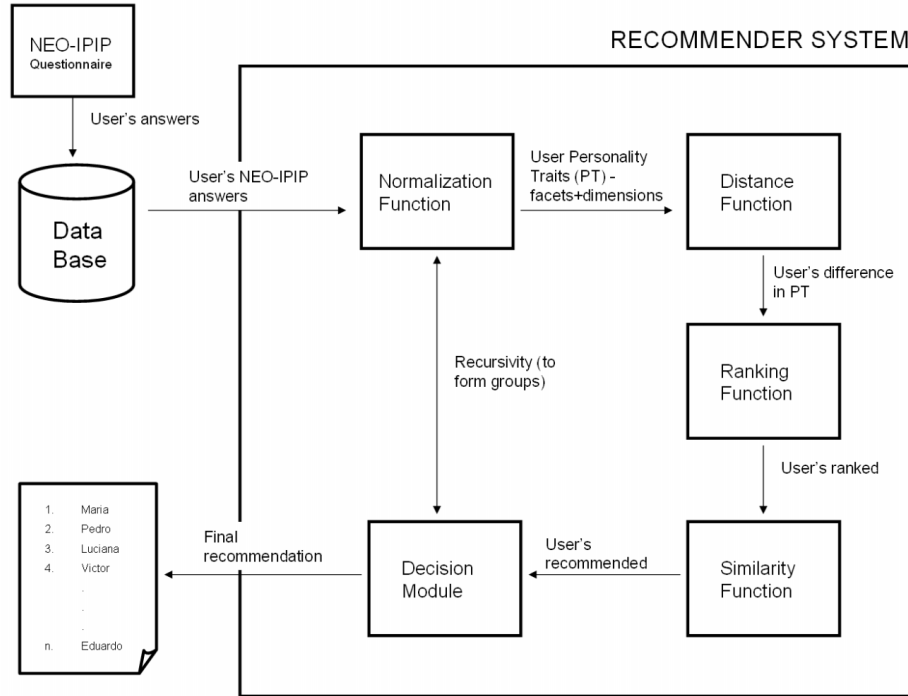 NEO-IPIP
Questionnaire
RECOMMENDER SYSTEM
User's answers
Data
Base
User's NEO-IPIP
answers
Normalization
Function
User Personality
Traits (PT) -
facets+dimensions
Distance
Function
User's difference
in PT
Recursivity (to
form groups)
Ranking
Function
User's ranked
1. Maria
2. Pedro
3. Luciana
4. Victor
.
.
.
n. Eduardo
Final
recommendation
Decision
Module
User's
recommended
Similarity
Function